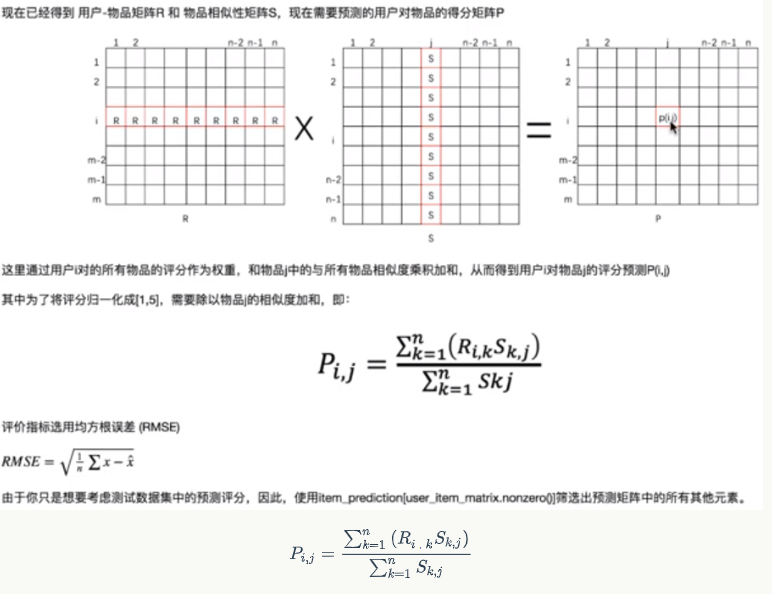 现在已经得到 用户-物品矩阵R 和 物品相似性矩阵S，现在需要预测的用户对物品的得分矩阵P
1 2 n-2 n-1 n
1 2 j n-2 n-1 n
1 2 j n-2 n-1 n
1
2
i R R R R R R R R R
m-2
m-1
m
R
×
1
2
i
n-2
n-1
n
S
S
S
S
S
S
S
S
S
S
=
1
2
i p(i,j)
m-2
m-1
m
P
这里通过用户i对的所有物品的评分作为权重，和物品j中的与所有物品相似度乘积加和，从而得到用户i对物品j的评分预测P(i,j)
其中为了将评分归一化成[1,5]，需要除以物品j的相似度加和，即：
P_{i,j} = \frac{\sum_{k=1}^{n}(R_{i,k}S_{k,j})}{\sum_{k=1}^{n} Skj}
评价指标选用均方根误差 (RMSE)
RMSE = \sqrt{\frac{1}{n} \sum x - \hat{x}}
由于你只是想要考虑测试数据集中的预测评分，因此，使用item_prediction[user_item_matrix.nonzero()]筛选出预测矩阵中的所有其他元素。
P_{i,j} = \frac{\sum_{k=1}^{n}(R_{i.k}S_{k,j})}{\sum_{k=1}^{n} S_{k,j}}